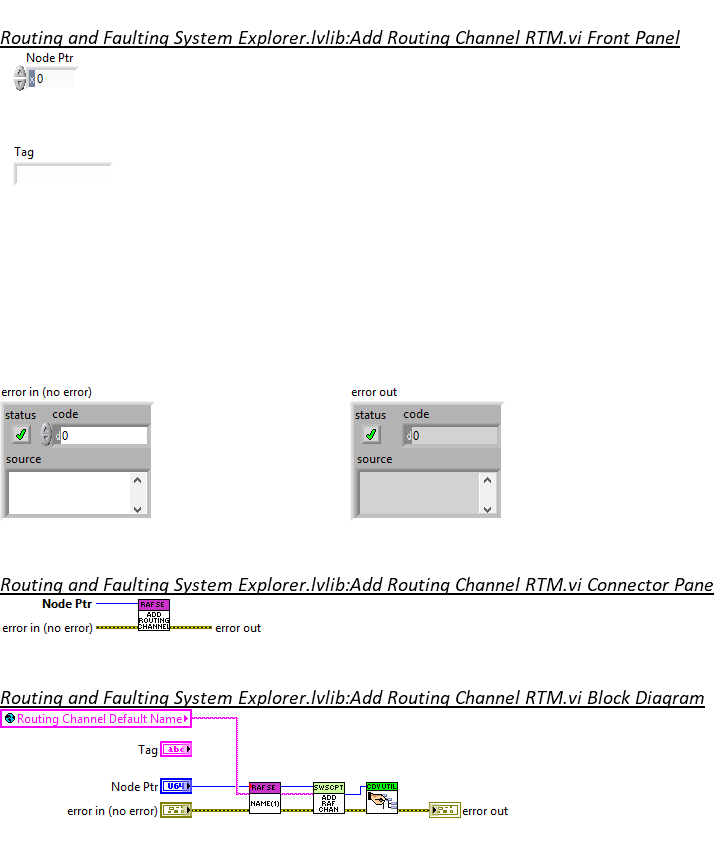 Routing and Faulting System Explorer.lvlib:Add Routing Channel RTM.vi Front Panel
Node Ptr
x 0
Tag
error in (no error)
status code
d 0
source
error out
status code
d 0
source
Routing and Faulting System Explorer.lvlib:Add Routing Channel RTM.vi Connector Pane
Node Ptr
RAFSE
ADD
ROUTING
CHANNEL
error in (no error)
error out
Routing and Faulting System Explorer.lvlib:Add Routing Channel RTM.vi Block Diagram
Routing Channel Default Name
Tag abc
Node Ptr U64
RAFSE
NAME(1)
SWSCPT
ADD
RAF
CHAN
CDVUTIL
error in (no error)
error out